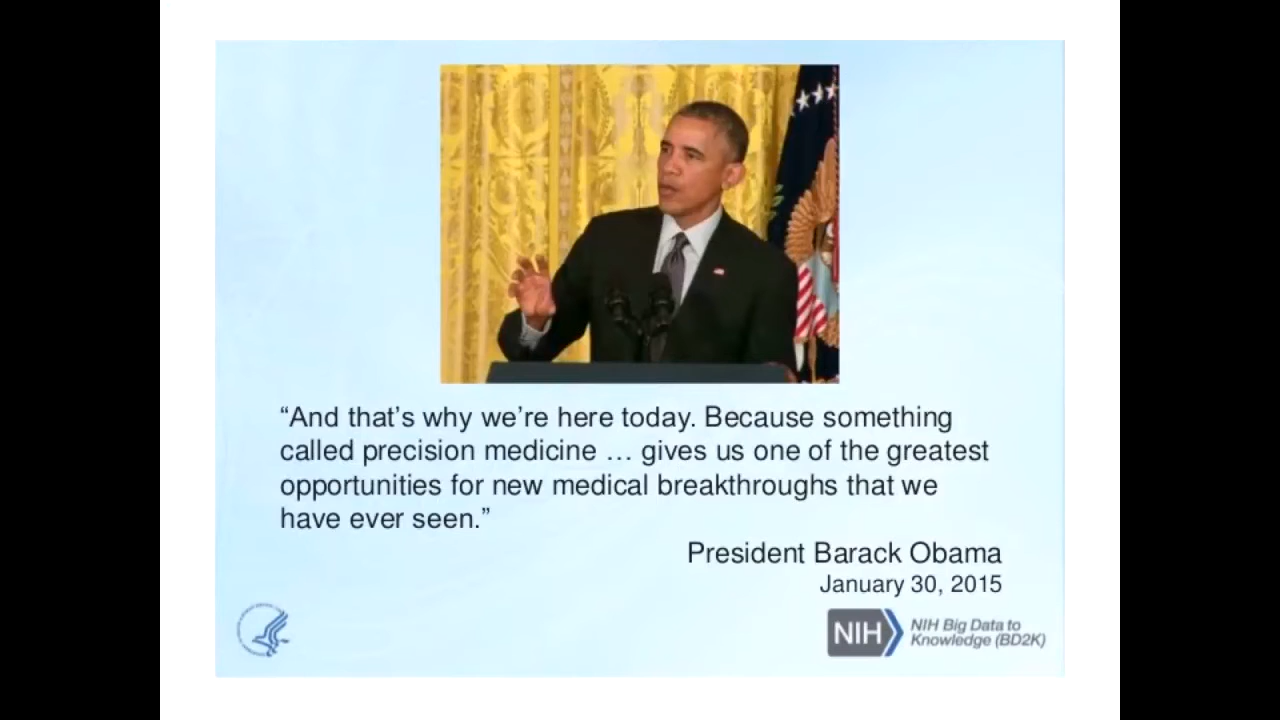 “And that’s why we’re here today. Because something
called precision medicine … gives us one of the greatest
opportunities for new medical breakthroughs that we
have ever seen.”
President Barack Obama
January 30, 2015
NIH
NIH Big Data to
Knowledge (BD2K)